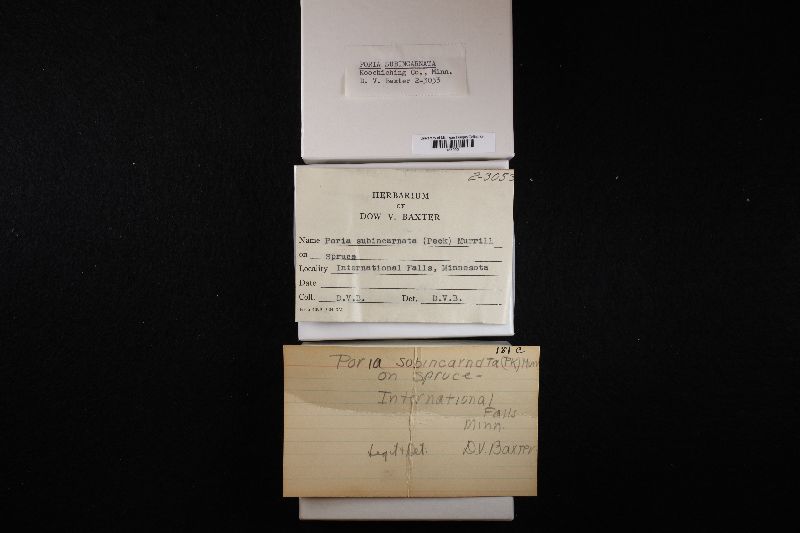 PORIA SUBINCARNATA
Koochiching Co., Minn.
D. V. Baxter 2-3053
2-3053
HERBARIUM
OF
DOW V. BAXTER
Name Poria subincarnata (Peck) Murrill
on Spruce
Locality International Falls, Minnesota
Date
Coll. D.V.B. Det. D.V.B.
181 C
Poria subincarnata (Pk) Murr
on spruce-
International
Falls
Minn.
Legit & Det. D.V. Baxter